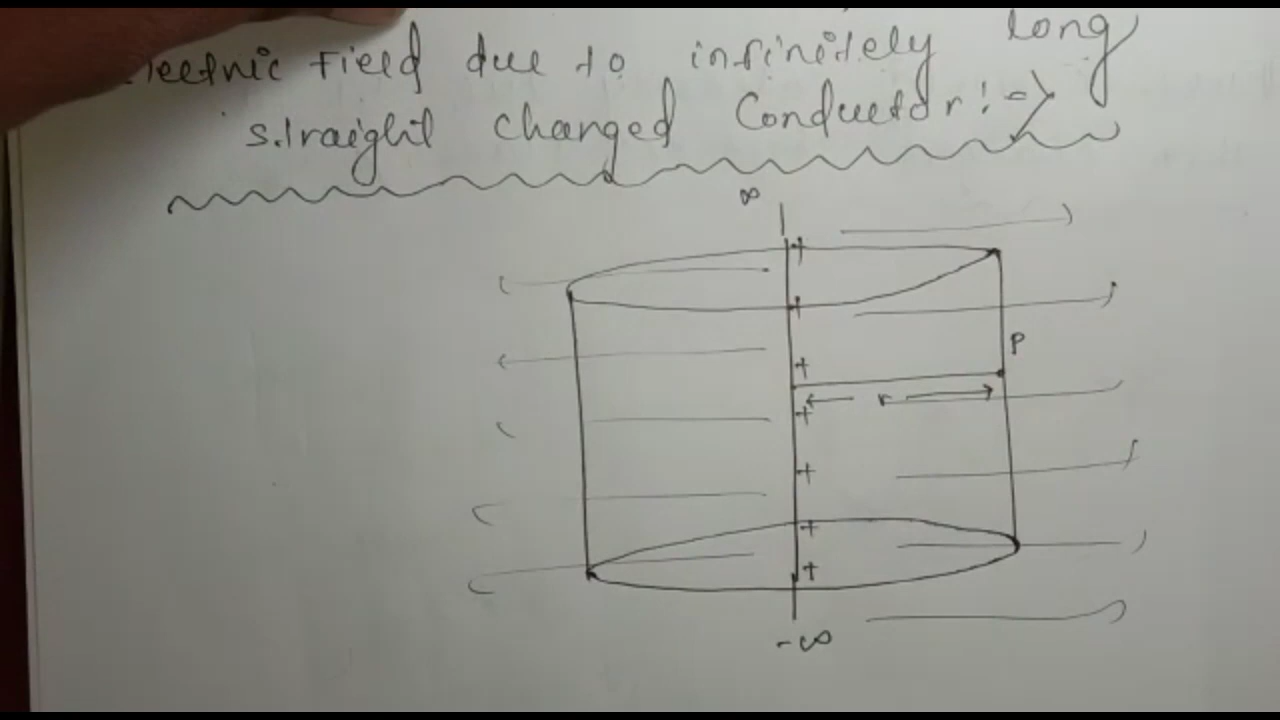 Electric Field due to infinitely long
straight charged Conductor :->
∞
+
+
P
+
r
+
+
+
+
-∞